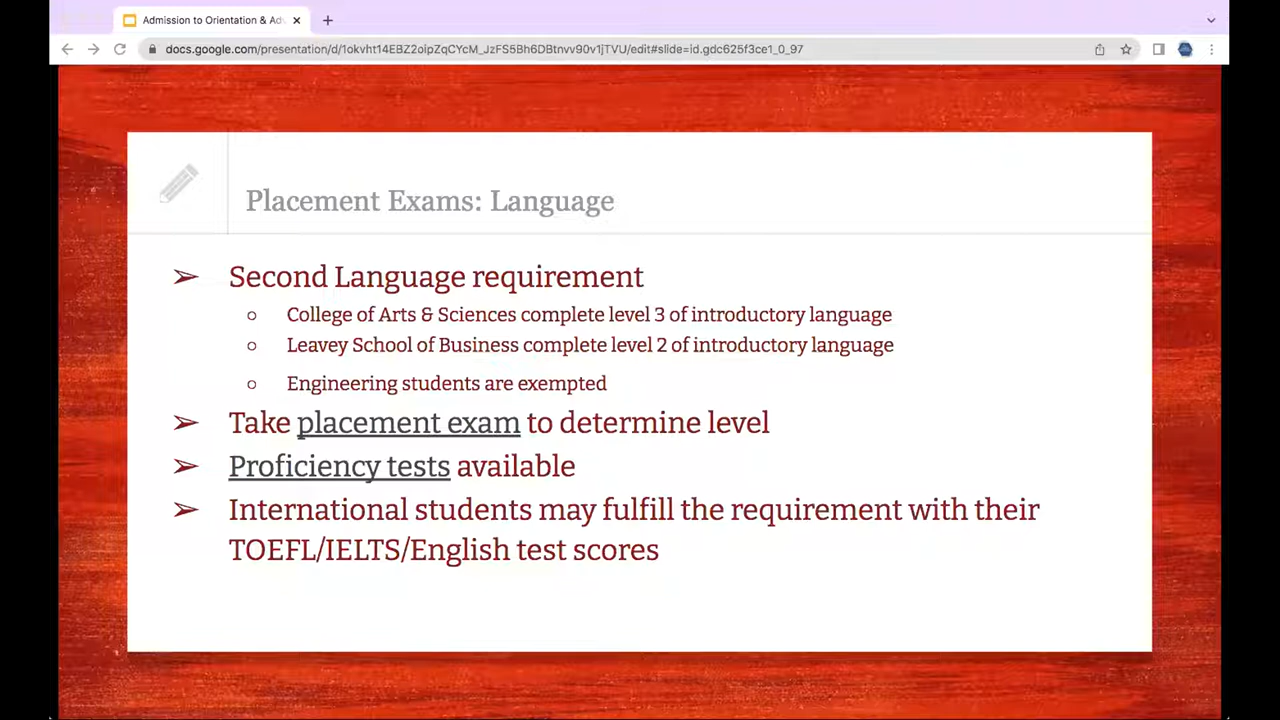 Admission to Orientation & Adv
docs.google.com/presentation/d/1okvht14EBZ2oipZqCYcM_JzFS5Bh6DBtnvv90v1jTVU/edit#slide=id.gdc625f3ce1_0_97
Placement Exams: Language
➢ Second Language requirement
○ College of Arts & Sciences complete level 3 of introductory language
○ Leavey School of Business complete level 2 of introductory language
○ Engineering students are exempted
➢ Take placement exam to determine level
➢ Proficiency tests available
➢ International students may fulfill the requirement with their
TOEFL/IELTS/English test scores